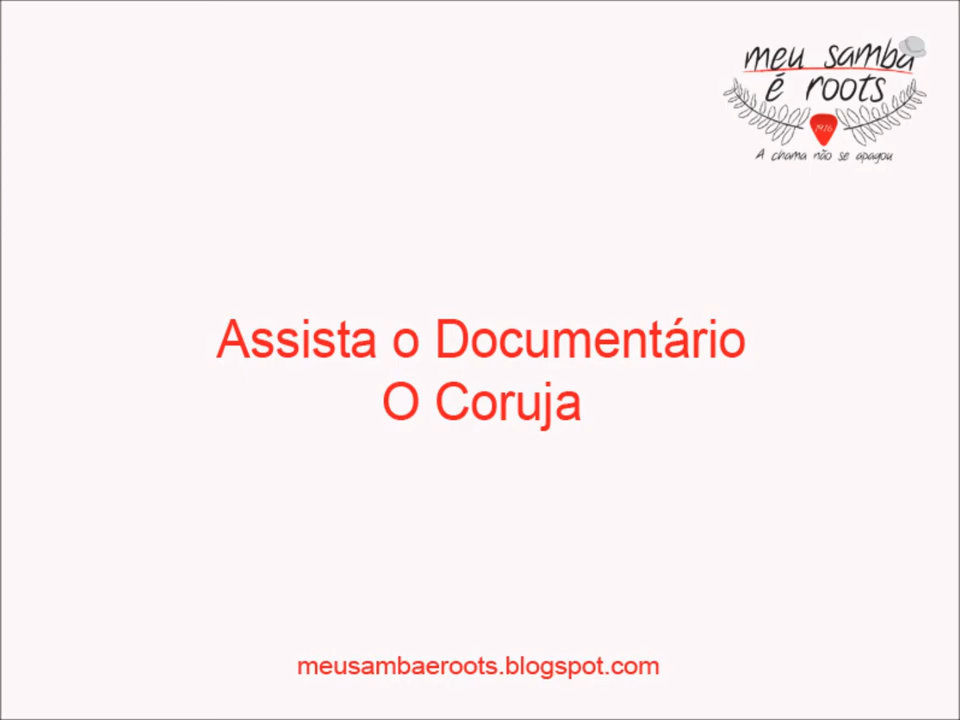 meu samba
é roots
1916
A chama não se apagou
Assista o Documentário
O Coruja
meusambaeroots.blogspot.com